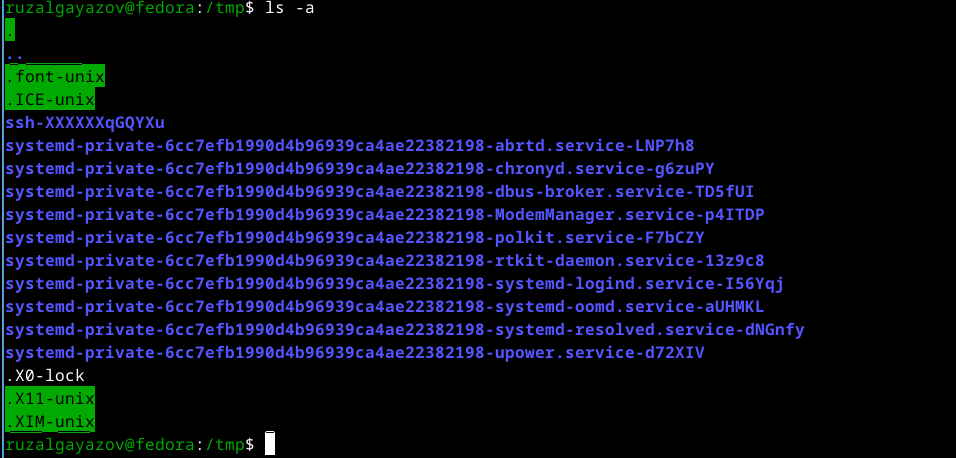 ruzalgayazov@fedora:/tmp$ ls -a
.
..
.font-unix
.ICE-unix
ssh-XXXXXXqGQYXu
systemd-private-6cc7efb1990d4b96939ca4ae22382198-abrtd.service-LNP7h8
systemd-private-6cc7efb1990d4b96939ca4ae22382198-chronyd.service-g6zuPY
systemd-private-6cc7efb1990d4b96939ca4ae22382198-dbus-broker.service-TD5fUI
systemd-private-6cc7efb1990d4b96939ca4ae22382198-ModemManager.service-p4ITDP
systemd-private-6cc7efb1990d4b96939ca4ae22382198-polkit.service-F7bCZY
systemd-private-6cc7efb1990d4b96939ca4ae22382198-rtkit-daemon.service-13z9c8
systemd-private-6cc7efb1990d4b96939ca4ae22382198-systemd-logind.service-I56Yqj
systemd-private-6cc7efb1990d4b96939ca4ae22382198-systemd-oomd.service-aUHMKL
systemd-private-6cc7efb1990d4b96939ca4ae22382198-systemd-resolved.service-dNGnfy
systemd-private-6cc7efb1990d4b96939ca4ae22382198-upower.service-d72XIV
.X0-lock
.X11-unix
.XIM-unix
ruzalgayazov@fedora:/tmp$